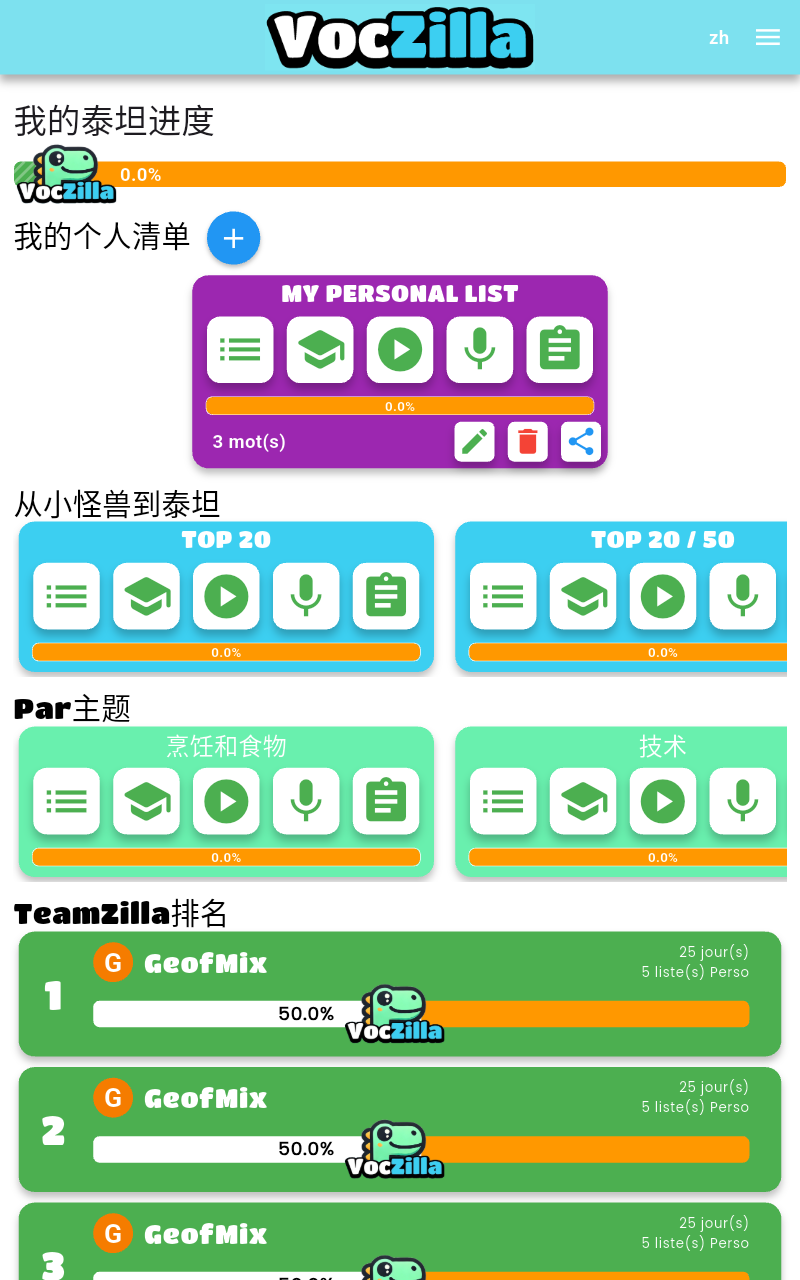 VocZilla
zh
我的泰坦进度
VocZilla
0.0%
我的个人清单
MY PERSONAL LIST
0.0%
3 mot(s)
从小怪兽到泰坦
TOP 20
TOP 20 / 50
0.0%
0.0%
Par主题
烹饪和食物
技术
0.0%
0.0%
TeamZilla排名
1
G
GeofMix
25 jour(s)
5 liste(s) Perso
50.0%
VocZilla
2
G
GeofMix
25 jour(s)
5 liste(s) Perso
50.0%
VocZilla
3
G
GeofMix
25 jour(s)
5 liste(s) Perso
50.0%